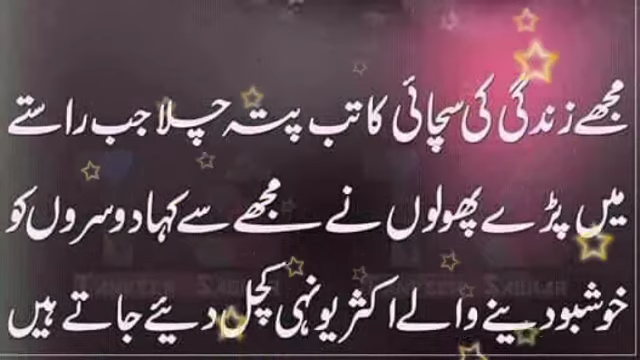 مجھے زندگی کی سچائی کا تب پتہ چلا جب راستے
میں پڑے پھولوں نے مجھ سے کہا دوسروں کو
خوشبو دینے والے اکثر یونہی کچل دئیے جاتے ہیں